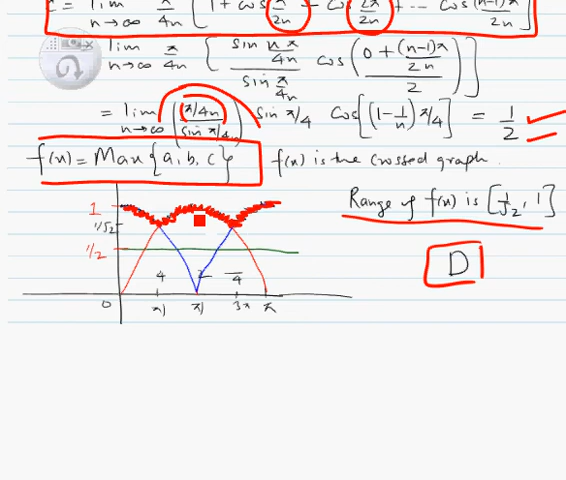 c = lim n→∞ π/4n [1 + cos π/2n + cos 2π/2n + -- cos (n-1)π/2n]
lim n→∞ π/4n { sin nπ/4n / sin π/4n cos (0 + (n-1)π/2n / 2) }
= lim n→∞ (π/4n / sin π/4n) sin π/4 cos [(1-1/n) π/4] = 1/2
f(x) = Max {a, b, c} f(x) is the crossed graph.
Range of f(x) is [1/√2, 1]
1
1/√2
1/2
D
4 2 4
0 π π 3π π